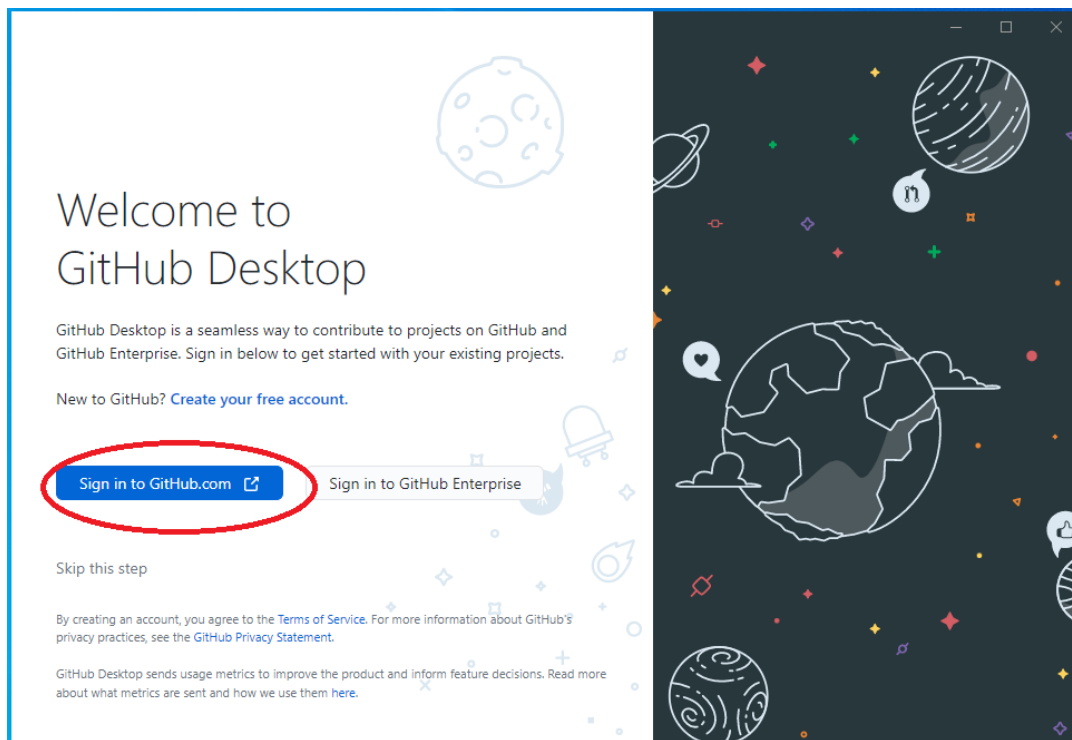 Welcome to
GitHub Desktop
GitHub Desktop is a seamless way to contribute to projects on GitHub and
GitHub Enterprise. Sign in below to get started with your existing projects.
New to GitHub? Create your free account.
Sign in to GitHub.com
Sign in to GitHub Enterprise
Skip this step
By creating an account, you agree to the Terms of Service. For more information about GitHub's
privacy practices, see the GitHub Privacy Statement.
GitHub Desktop sends usage metrics to improve the product and inform feature decisions. Read more
about what metrics are sent and how we use them here.